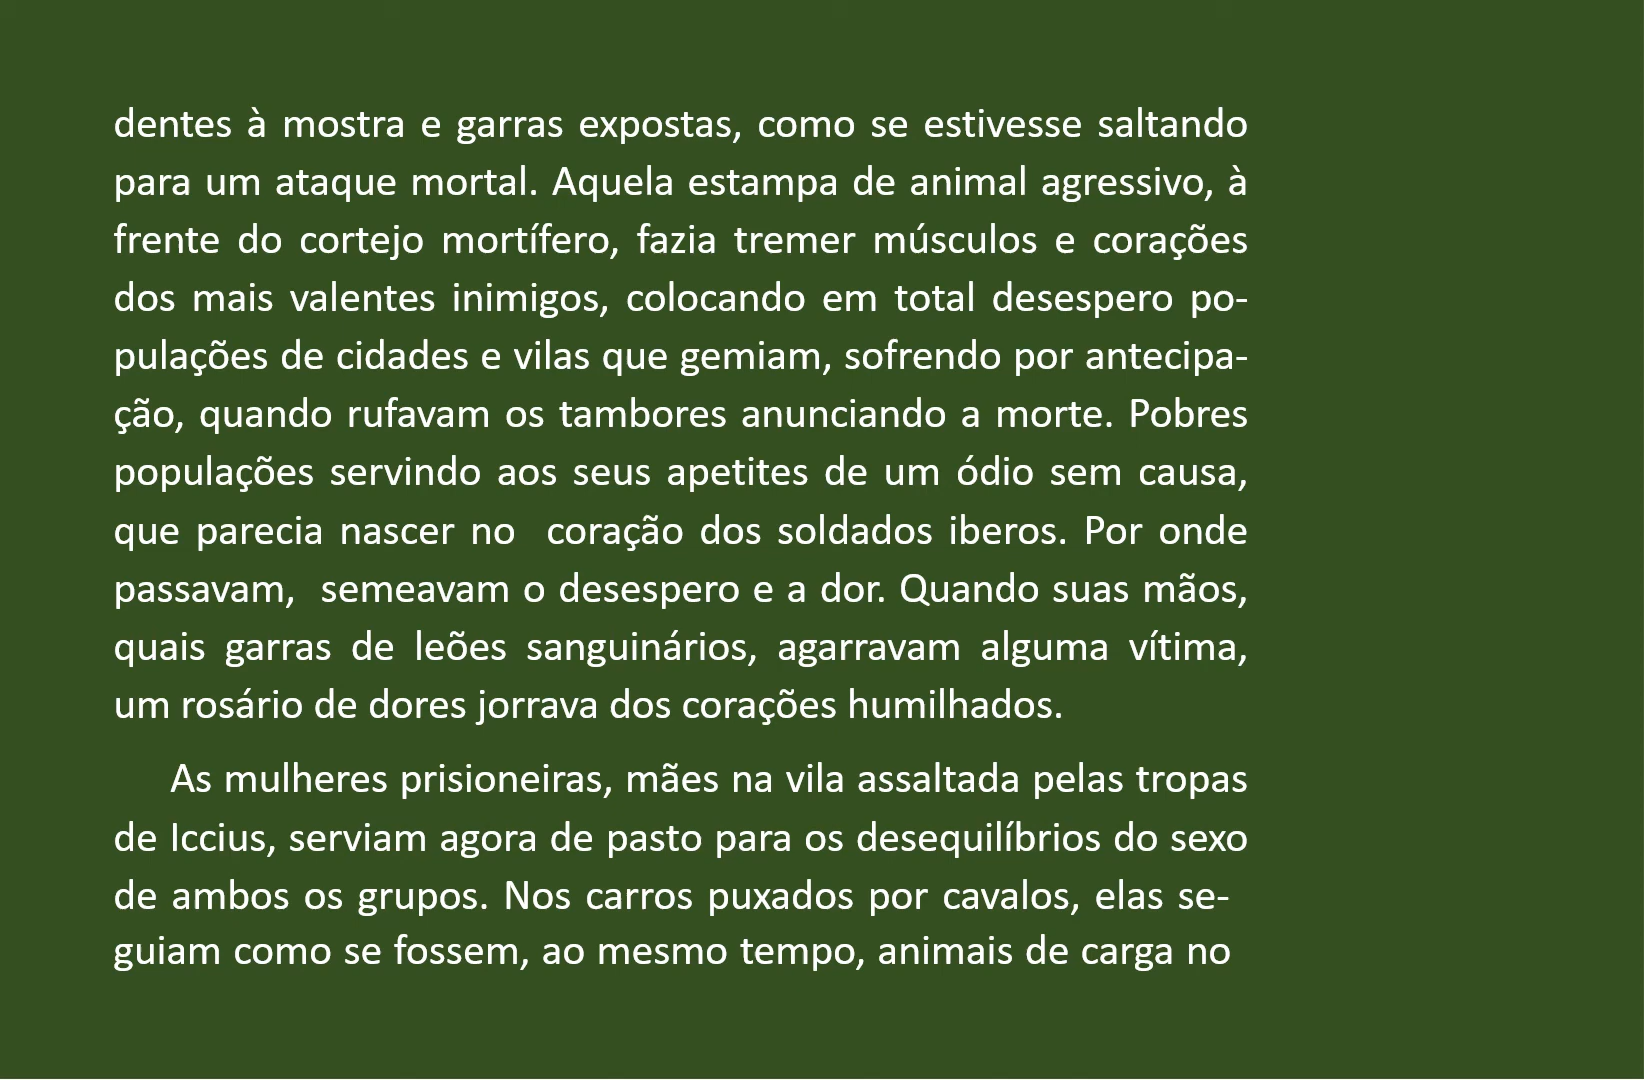 dentes à mostra e garras expostas, como se estivesse saltando
para um ataque mortal. Aquela estampa de animal agressivo, à
frente do cortejo mortífero, fazia tremer músculos e corações
dos mais valentes inimigos, colocando em total desespero po-
pulações de cidades e vilas que gemiam, sofrendo por antecipa-
ção, quando rufavam os tambores anunciando a morte. Pobres
populações servindo aos seus apetites de um ódio sem causa,
que parecia nascer no  coração dos soldados iberos. Por onde
passavam,  semeavam o desespero e a dor. Quando suas mãos,
quais garras de leões sanguinários, agarravam alguma vítima,
um rosário de dores jorrava dos corações humilhados.
As mulheres prisioneiras, mães na vila assaltada pelas tropas
de Iccius, serviam agora de pasto para os desequilíbrios do sexo
de ambos os grupos. Nos carros puxados por cavalos, elas se-
guiam como se fossem, ao mesmo tempo, animais de carga no